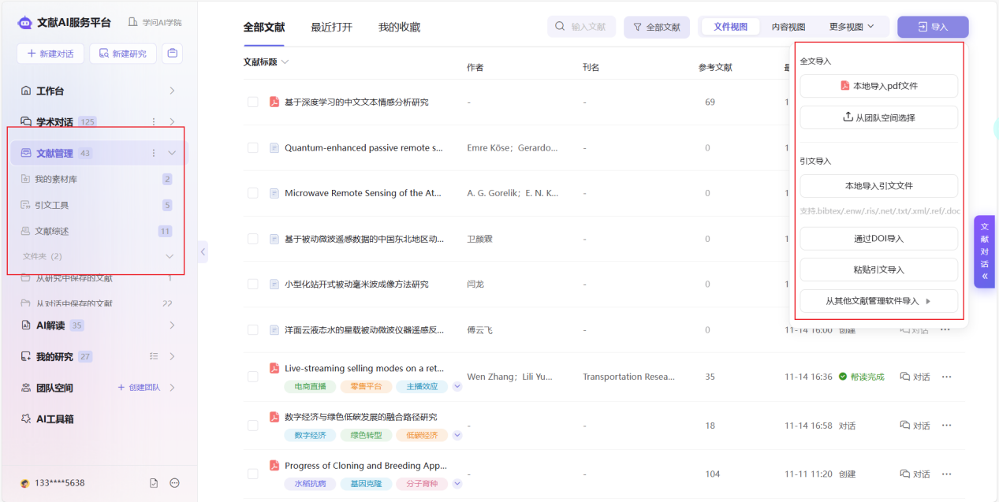 文献AI服务平台 学问AI学院
新建对话 新建研究
工作台
学术对话 125
文献管理 43
我的素材库 2
引文工具 5
文献综述 11
文件夹（2）
从研究中保存的文献 1
从对话中保存的文献 22
AI解读 35
我的研究 27
团队空间 + 创建团队
AI工具箱
133****5638
全部文献 最近打开 我的收藏 输入文献 全部文献 文件视图 内容视图 更多视图 导入
文献标题 作者 刊名 参考文献
基于深度学习的中文文本情感分析研究 - - 69
Quantum-enhanced passive remote s... Emre Köse；Gerardo... - 0
Microwave Remote Sensing of the At... A. G. Gorelik；E. N. K... - 0
基于被动微波遥感数据的中国东北地区动... 卫颜霖 - 0
小型化站开式被动毫米波成像方法研究 闫龙 - 0
洋面云液态水的星载被动微波仪器遥感反... 傅云飞 - 0 11-14 16:00 创建 对话 ...
Live-streaming selling modes on a ret... Wen Zhang；Lili Yu... Transportation Resea... 35 11-14 16:36 帮读完成 对话 ...
电商直播 零售平台 主播效应
数字经济与绿色低碳发展的融合路径研究 - - 18 11-14 16:58 对话 对话 ...
数字经济 绿色转型 低碳经济
Progress of Cloning and Breeding App... - - 104 11-11 11:20 创建 对话 ...
水稻抗病 基因克隆 分子育种
全文导入
本地导入pdf文件
从团队空间选择
引文导入
本地导入引文文件
支持.bibtex/.enw/.ris/.net/.txt/.xml/.ref/.doc
通过DOI导入
粘贴引文导入
从其他文献管理软件导入
文献对话